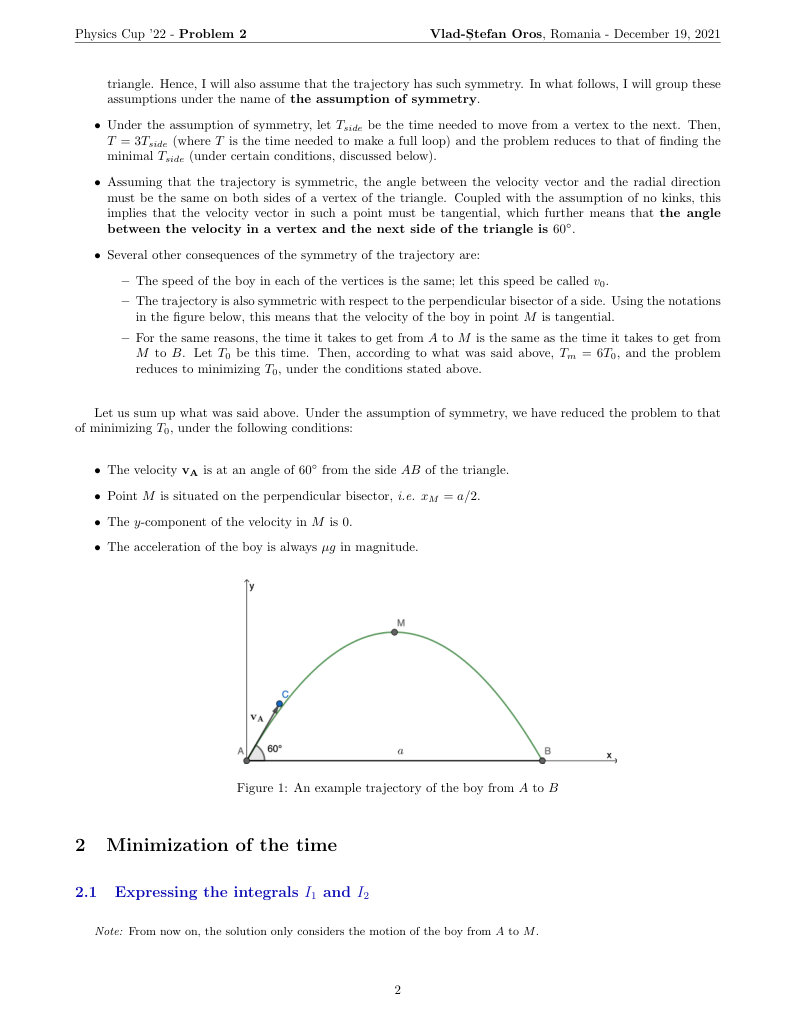 Physics Cup '22 - Problem 2 Vlad-Ștefan Oros, Romania - December 19, 2021
triangle. Hence, I will also assume that the trajectory has such symmetry. In what follows, I will group these
assumptions under the name of the assumption of symmetry.
• Under the assumption of symmetry, let T_side be the time needed to move from a vertex to the next. Then,
T = 3T_side (where T is the time needed to make a full loop) and the problem reduces to that of finding the
minimal T_side (under certain conditions, discussed below).
• Assuming that the trajectory is symmetric, the angle between the velocity vector and the radial direction
must be the same on both sides of a vertex of the triangle. Coupled with the assumption of no kinks, this
implies that the velocity vector in such a point must be tangential, which further means that the angle
between the velocity in a vertex and the next side of the triangle is 60°.
• Several other consequences of the symmetry of the trajectory are:
– The speed of the boy in each of the vertices is the same; let this speed be called v₀.
– The trajectory is also symmetric with respect to the perpendicular bisector of a side. Using the notations
in the figure below, this means that the velocity of the boy in point M is tangential.
– For the same reasons, the time it takes to get from A to M is the same as the time it takes to get from
M to B. Let T₀ be this time. Then, according to what was said above, T_m = 6T₀, and the problem
reduces to minimizing T₀, under the conditions stated above.
Let us sum up what was said above. Under the assumption of symmetry, we have reduced the problem to that
of minimizing T₀, under the following conditions:
• The velocity v_A is at an angle of 60° from the side AB of the triangle.
• Point M is situated on the perpendicular bisector, i.e. x_M = a/2.
• The y-component of the velocity in M is 0.
• The acceleration of the boy is always μg in magnitude.
y
M
C
v_A
A 60° a B x
Figure 1: An example trajectory of the boy from A to B
2 Minimization of the time
2.1 Expressing the integrals I₁ and I₂
Note: From now on, the solution only considers the motion of the boy from A to M.
2